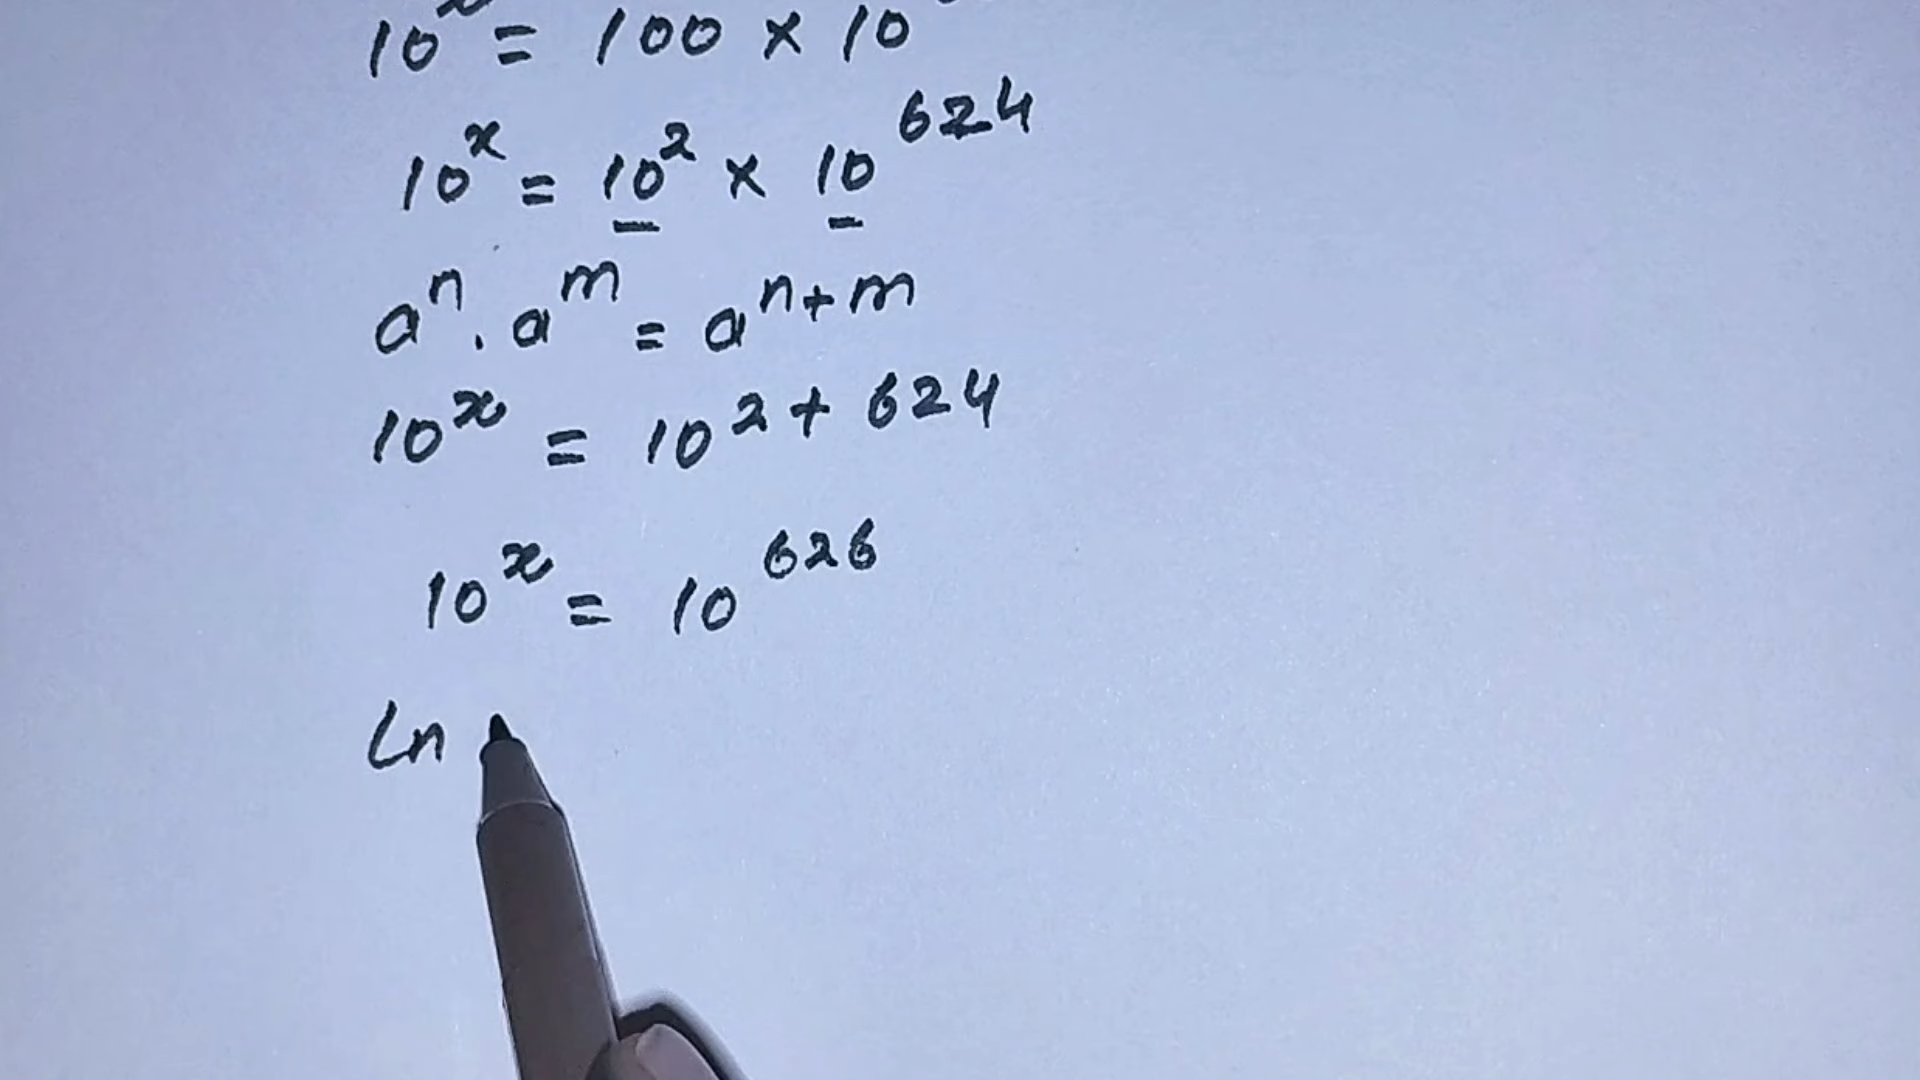 10^x = 100 × 10
10^x = 10^2 × 10^624
a^n . a^m = a^n+m
10^x = 10^2+624
10^x = 10^626
ln